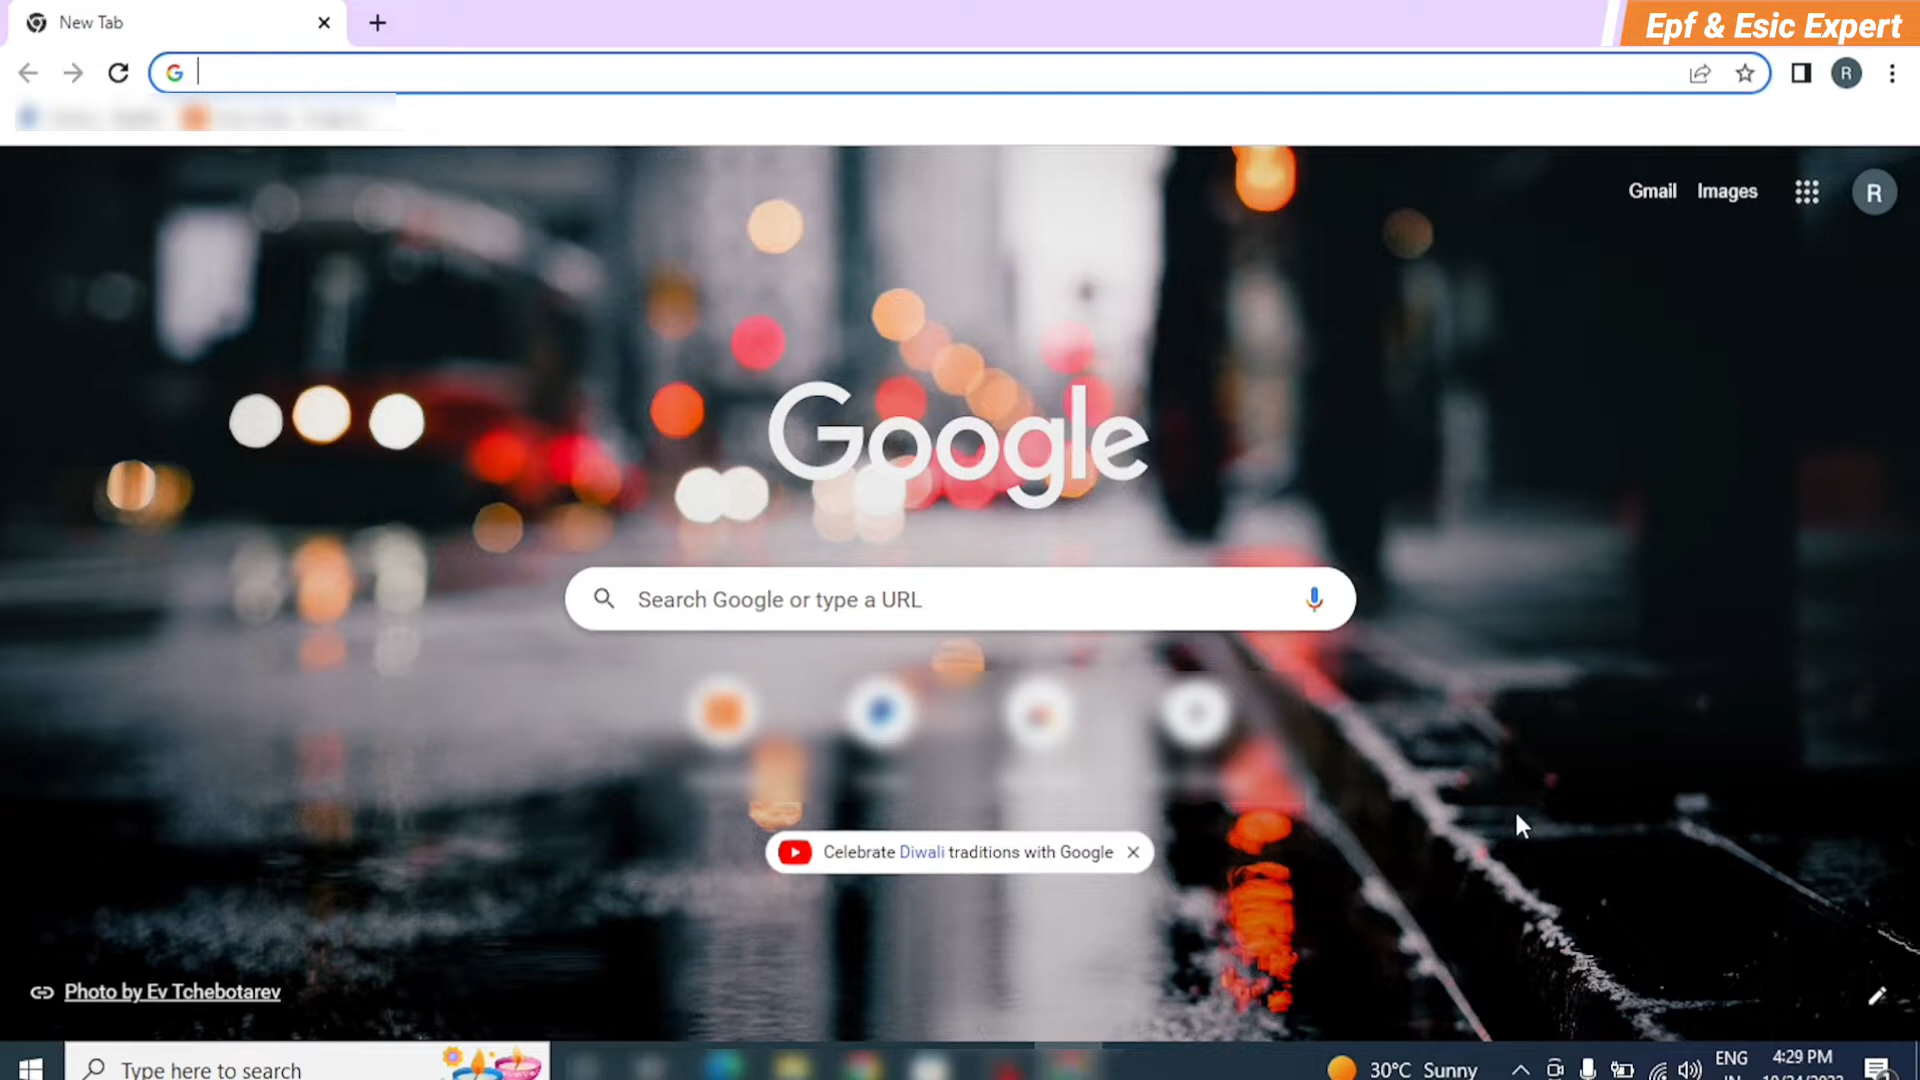 New Tab
Epf & Esic Expert
G
R
Gmail Images
R
Google
Search Google or type a URL
Celebrate Diwali traditions with Google
Photo by Ev Tchebotarev
Type here to search
30°C Sunny
ENG
4:29 PM